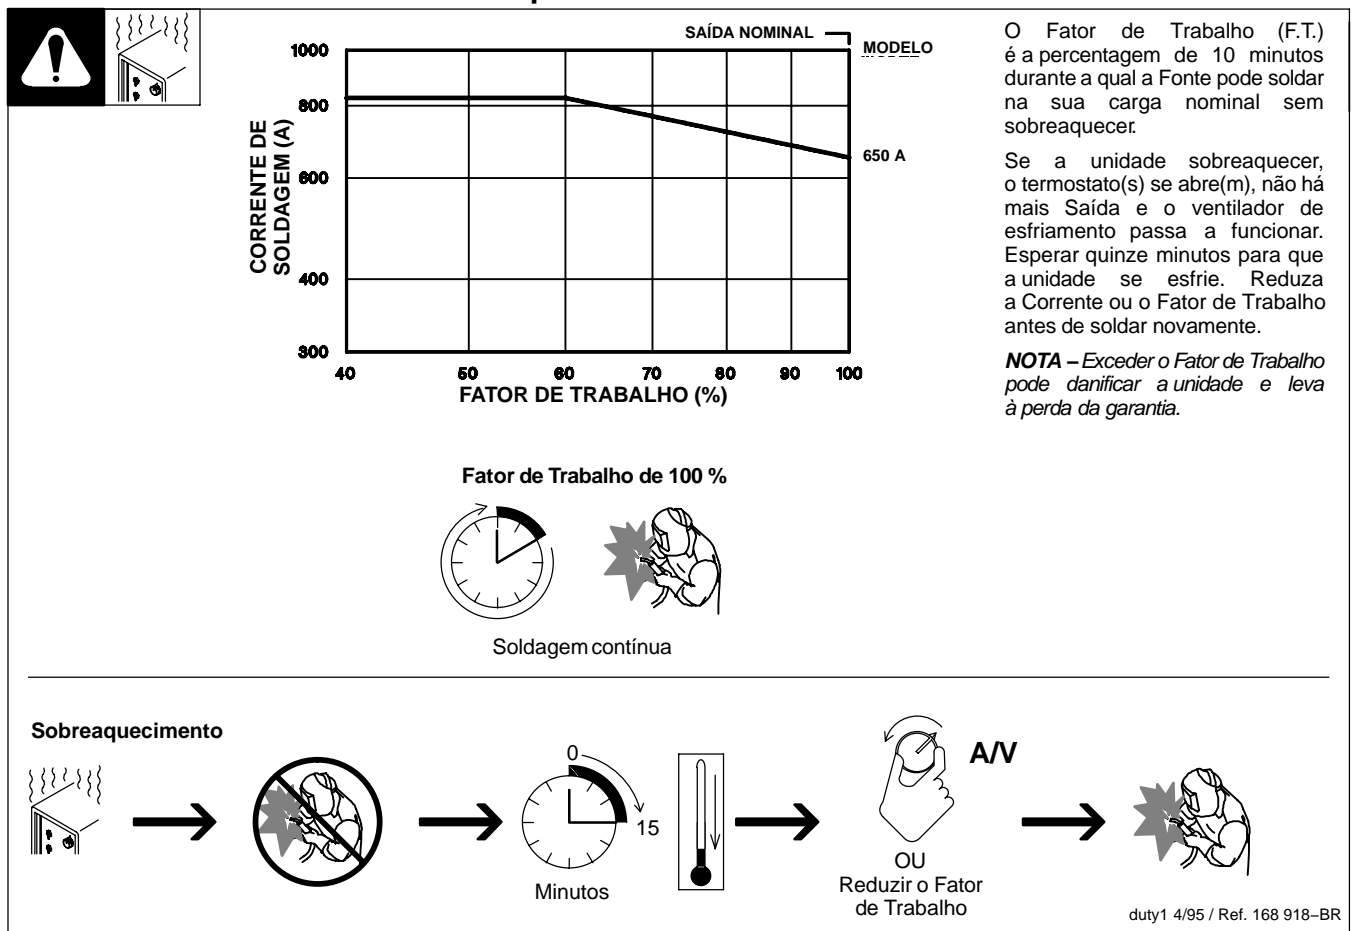 SAÍDA NOMINAL
MODELO
1000
800
600
400
300
CORRENTE DE
SOLDAGEM (A)
650 A
40 50 60 70 80 90 100
FATOR DE TRABALHO (%)
O Fator de Trabalho (F.T.)
é a percentagem de 10 minutos
durante a qual a Fonte pode soldar
na sua carga nominal sem
sobreaquecer.
Se a unidade sobreaquecer,
o termostato(s) se abre(m), não há
mais Saída e o ventilador de
esfriamento passa a funcionar.
Esperar quinze minutos para que
a unidade se esfrie. Reduza
a Corrente ou o Fator de Trabalho
antes de soldar novamente.
NOTA – Exceder o Fator de Trabalho
pode danificar a unidade e leva
à perda da garantia.
Fator de Trabalho de 100 %
Soldagem contínua
Sobreaquecimento
0
15
Minutos
A/V
OU
Reduzir o Fator
de Trabalho
duty1 4/95 / Ref. 168 918–BR